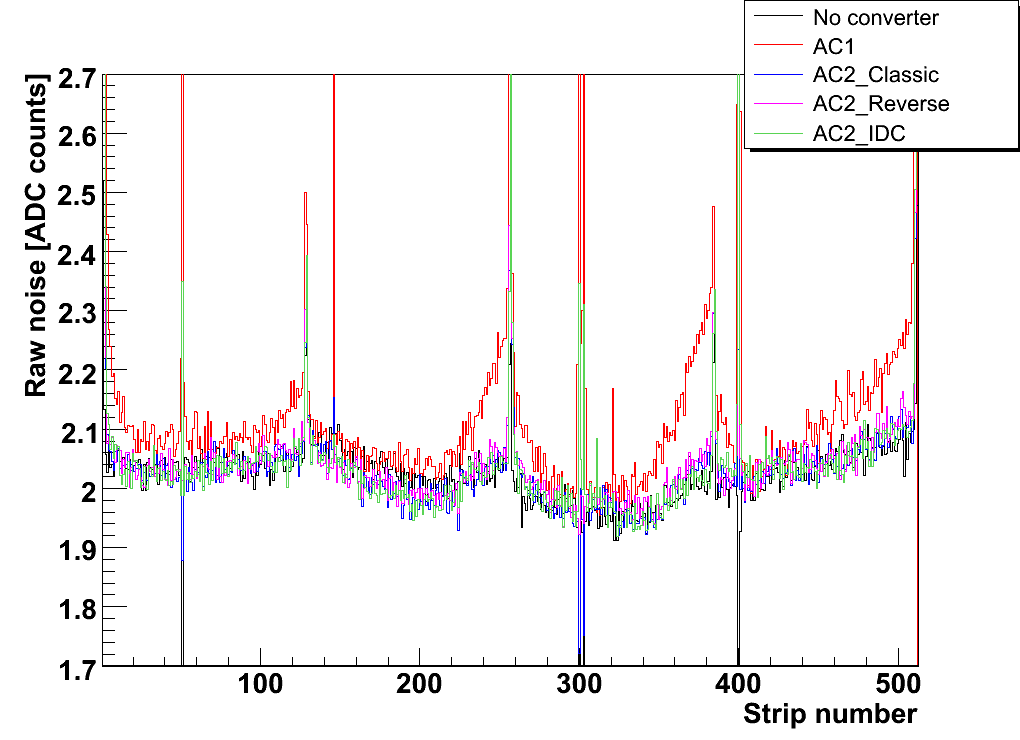 No converter
AC1
AC2_Classic
AC2_Reverse
AC2_IDC
Raw noise [ADC counts]
2.7
2.6
2.5
2.4
2.3
2.2
2.1
2
1.9
1.8
1.7
100
200
300
400
500
Strip number